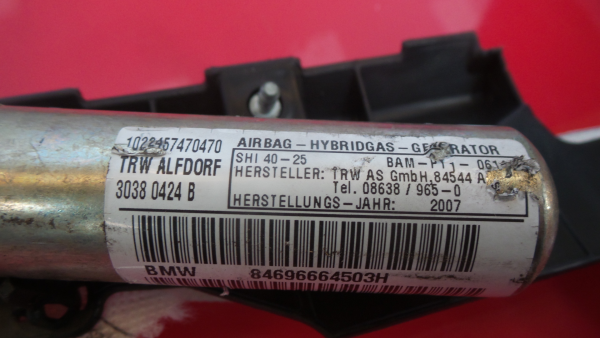 1022467470470
TRW ALFDORF
3038 0424 B
AIRBAG-HYBRIDGAS-GENERATOR
SHI 40-25
HERSTELLER: TRW AS GmbH, 84544 A
Tel. 08638 / 965-0
HERSTELLUNGS-JAHR: 2007
BMW 84696664503H